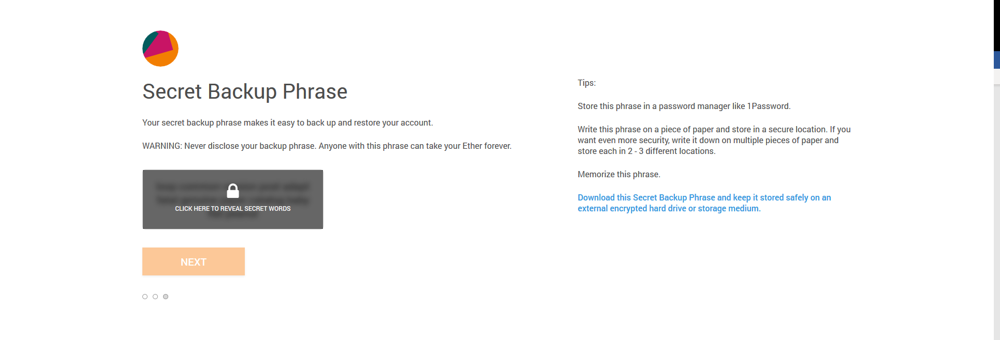 Secret Backup Phrase
Your secret backup phrase makes it easy to back up and restore your account.
WARNING: Never disclose your backup phrase. Anyone with this phrase can take your Ether forever.
CLICK HERE TO REVEAL SECRET WORDS
NEXT
Tips:
Store this phrase in a password manager like 1Password.
Write this phrase on a piece of paper and store in a secure location. If you
want even more security, write it down on multiple pieces of paper and
store each in 2 - 3 different locations.
Memorize this phrase.
Download this Secret Backup Phrase and keep it stored safely on an
external encrypted hard drive or storage medium.